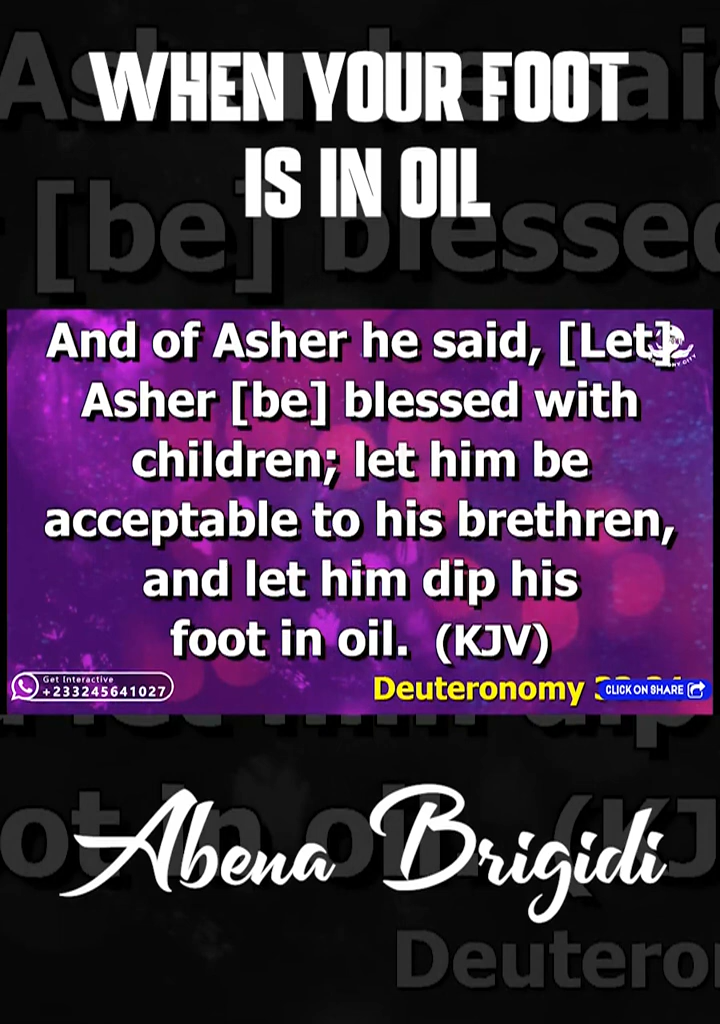 WHEN YOUR FOOT
IS IN OIL
And of Asher he said, [Let]
Asher [be] blessed with
children; let him be
acceptable to his brethren,
and let him dip his
foot in oil. (KJV)
Get Interactive
+233245641027
Deuteronomy
CLICK ON SHARE
Abena Brigidi
Deutero